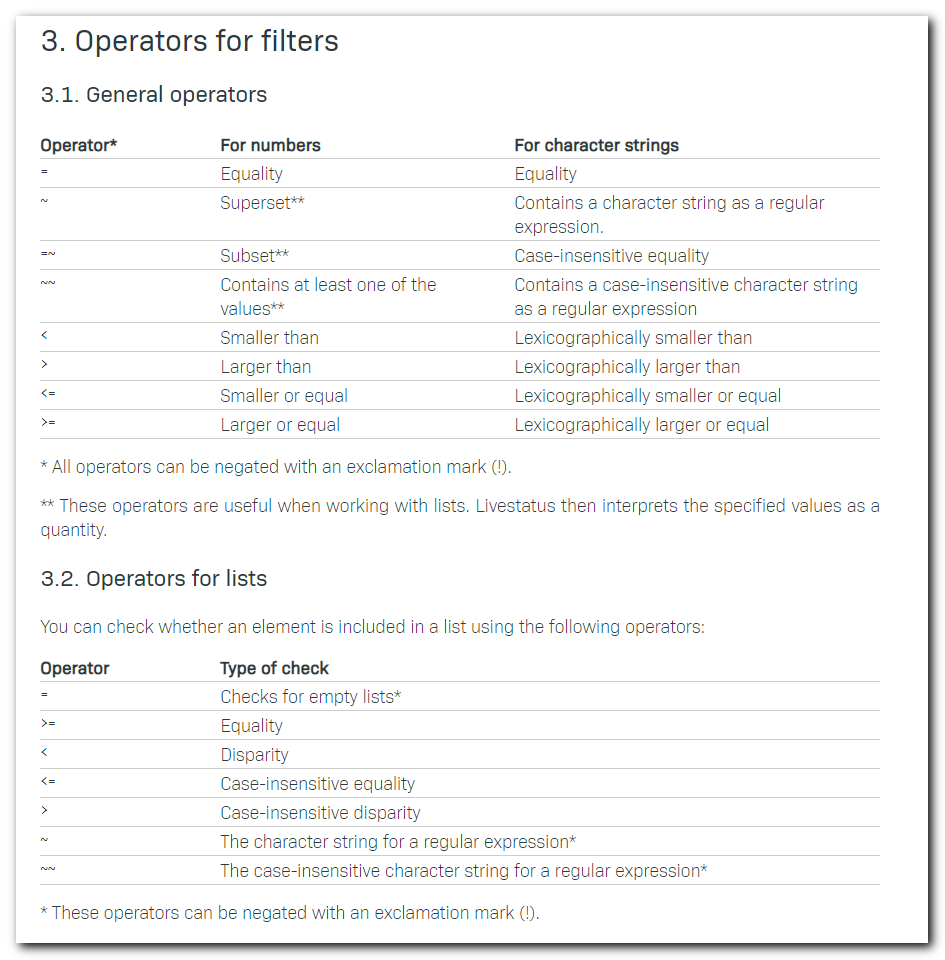 3. Operators for filters
3.1. General operators
Operator* For numbers For character strings
= Equality Equality
~ Superset** Contains a character string as a regular
expression.
=~ Subset** Case-insensitive equality
~~ Contains at least one of the Contains a case-insensitive character string
values** as a regular expression
< Smaller than Lexicographically smaller than
> Larger than Lexicographically larger than
<= Smaller or equal Lexicographically smaller or equal
>= Larger or equal Lexicographically larger or equal
* All operators can be negated with an exclamation mark (!).
** These operators are useful when working with lists. Livestatus then interprets the specified values as a
quantity.
3.2. Operators for lists
You can check whether an element is included in a list using the following operators:
Operator Type of check
= Checks for empty lists*
>= Equality
< Disparity
<= Case-insensitive equality
> Case-insensitive disparity
~ The character string for a regular expression*
~~ The case-insensitive character string for a regular expression*
* These operators can be negated with an exclamation mark (!).